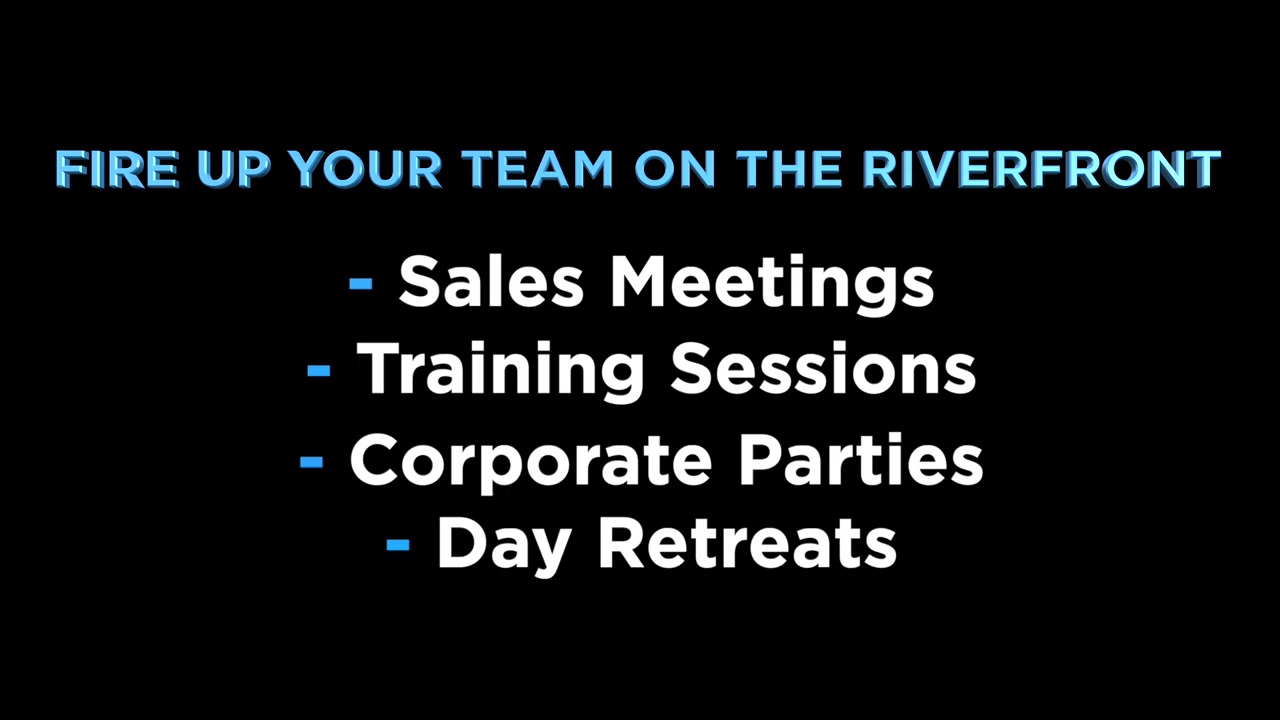 FIRE UP YOUR TEAM ON THE RIVERFRONT
- Sales Meetings
- Training Sessions
- Corporate Parties
- Day Retreats